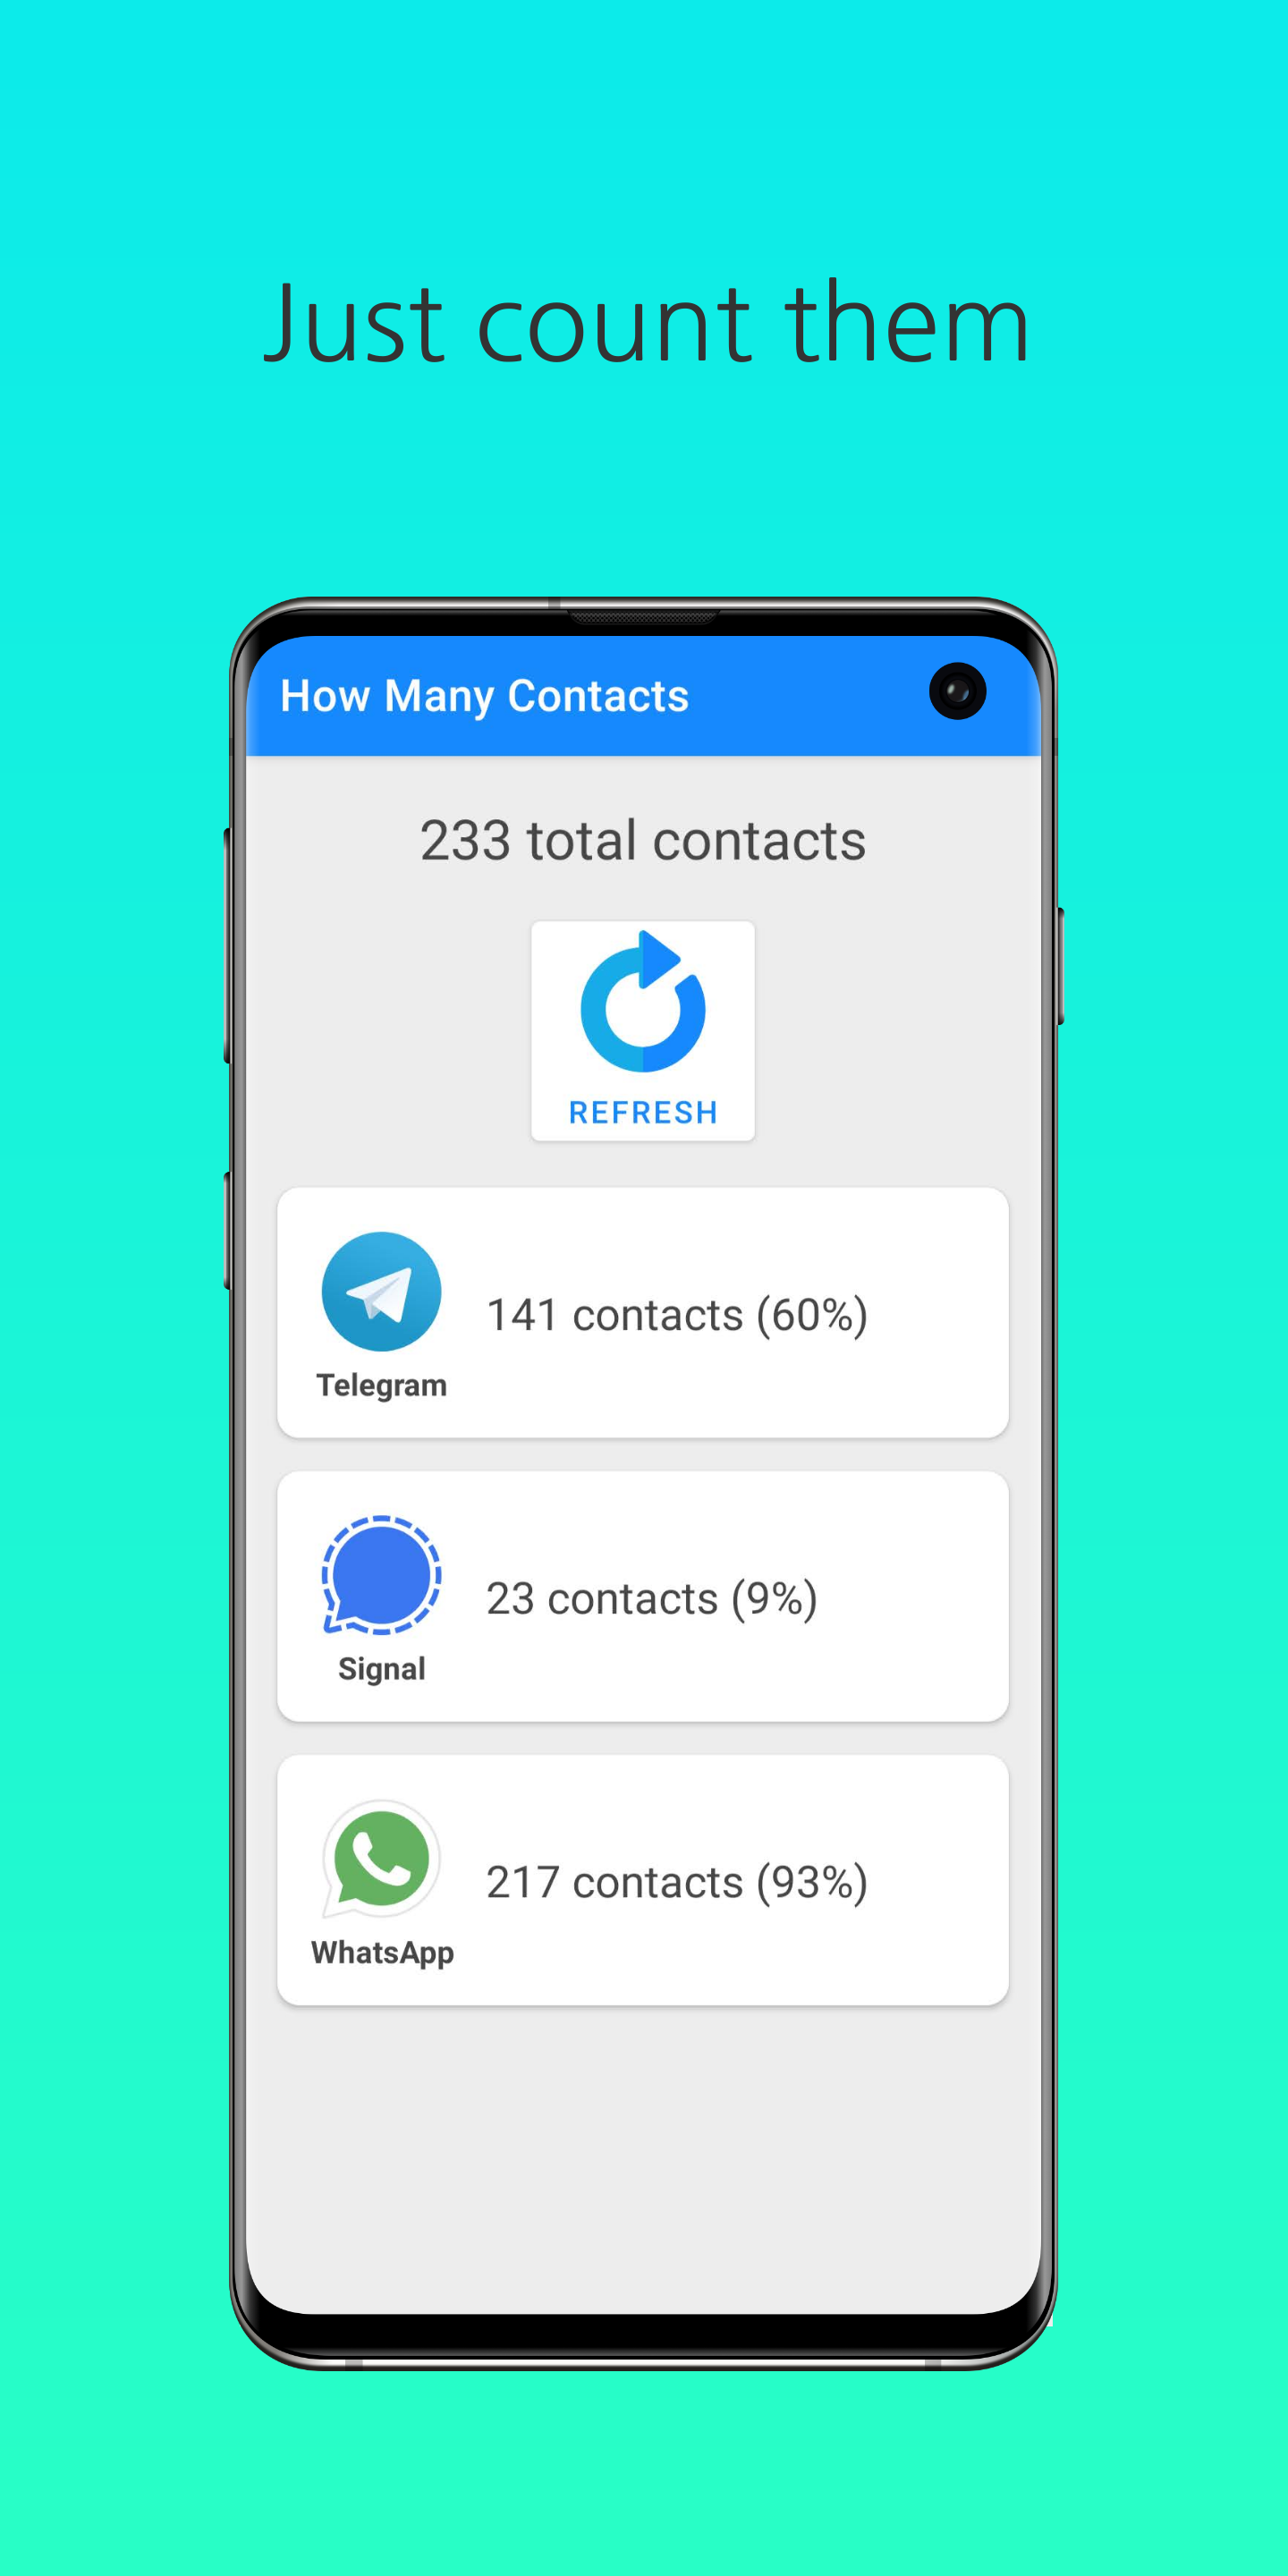 Just count them
How Many Contacts
233 total contacts
REFRESH
141 contacts (60%)
Telegram
23 contacts (9%)
Signal
217 contacts (93%)
WhatsApp